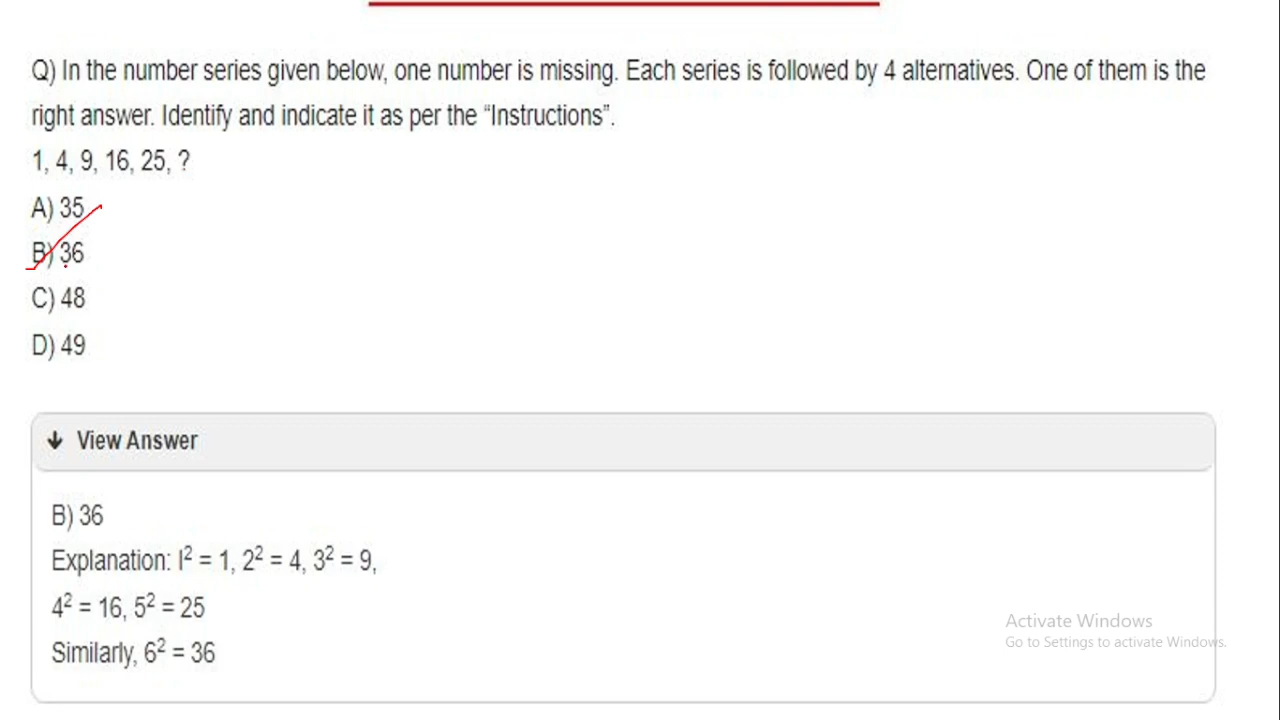 Q) In the number series given below, one number is missing. Each series is followed by 4 alternatives. One of them is the
right answer. Identify and indicate it as per the “Instructions”.
1, 4, 9, 16, 25, ?
A) 35
B) 36
C) 48
D) 49
View Answer
B) 36
Explanation: l² = 1, 2² = 4, 3² = 9,
4² = 16, 5² = 25
Similarly, 6² = 36
Activate Windows
Go to Settings to activate Windows.